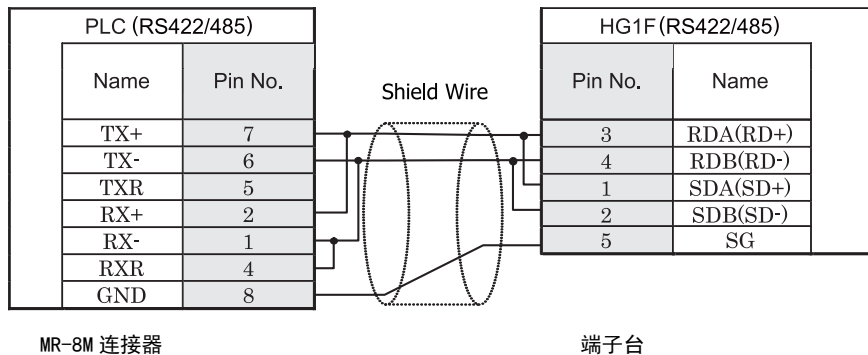 PLC (RS422/485)
HG1F(RS422/485)
Name Pin No.
Shield Wire
Pin No. Name
TX+ 7
3 RDA(RD+)
TX- 6
4 RDB(RD-)
TXR 5
1 SDA(SD+)
RX+ 2
2 SDB(SD-)
RX- 1
5 SG
RXR 4
GND 8
MR-8M 连接器
端子台